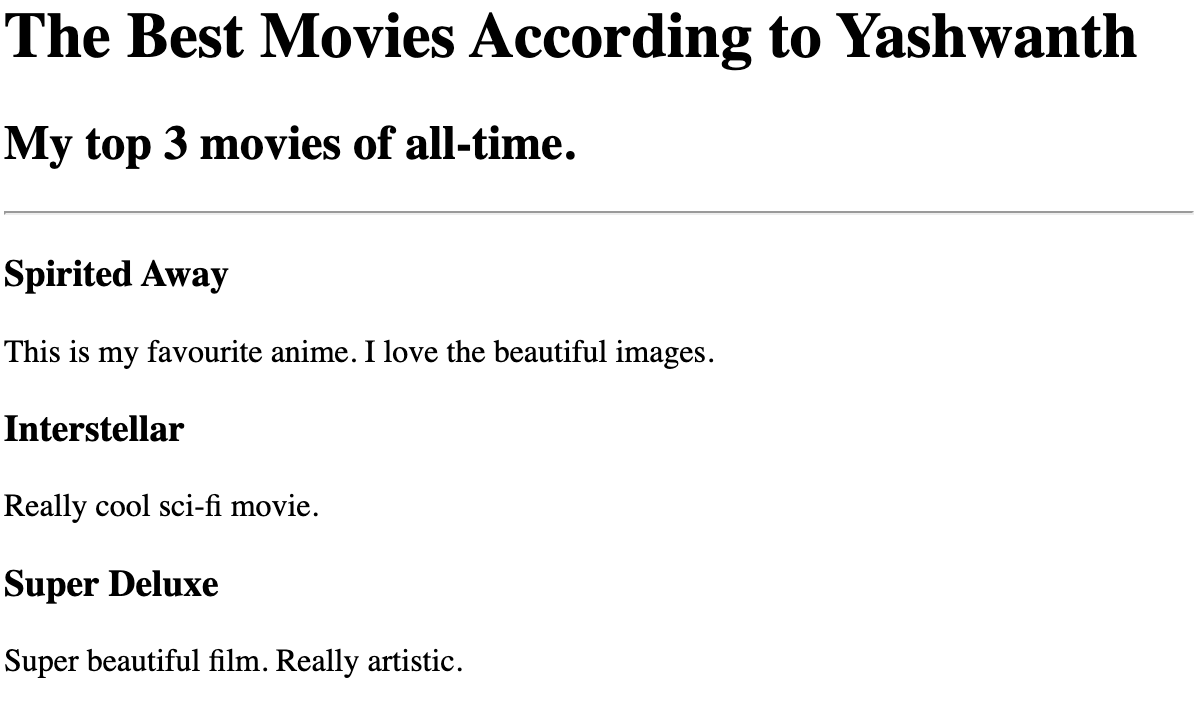 The Best Movies According to Yashwanth
My top 3 movies of all-time.
Spirited Away
This is my favourite anime. I love the beautiful images.
Interstellar
Really cool sci-fi movie.
Super Deluxe
Super beautiful film. Really artistic.